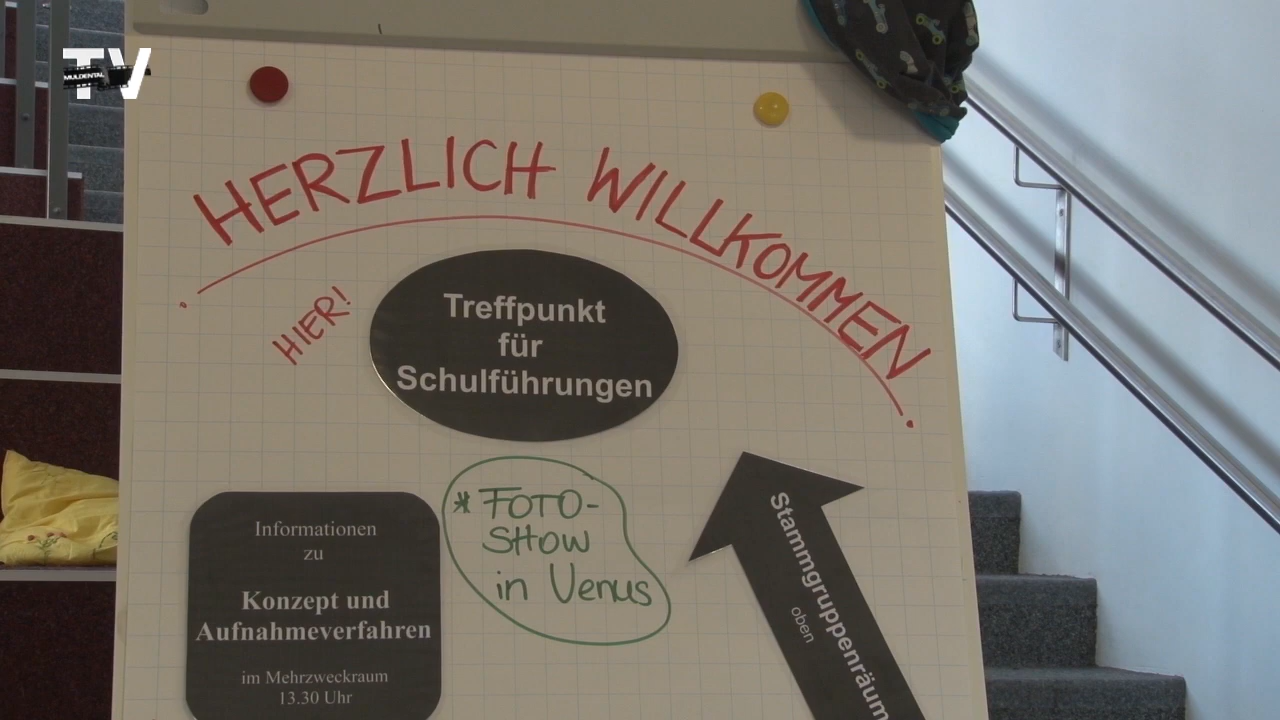 TV
MULDENTAL
HERZLICH WILLKOMMEN
HIER!
Treffpunkt
für
Schulführungen
* FOTO-
SHOW
in Venus
Informationen
zu
Konzept und
Aufnahmeverfahren
im Mehrzweckraum
13.30 Uhr
Stammgruppenräum
oben